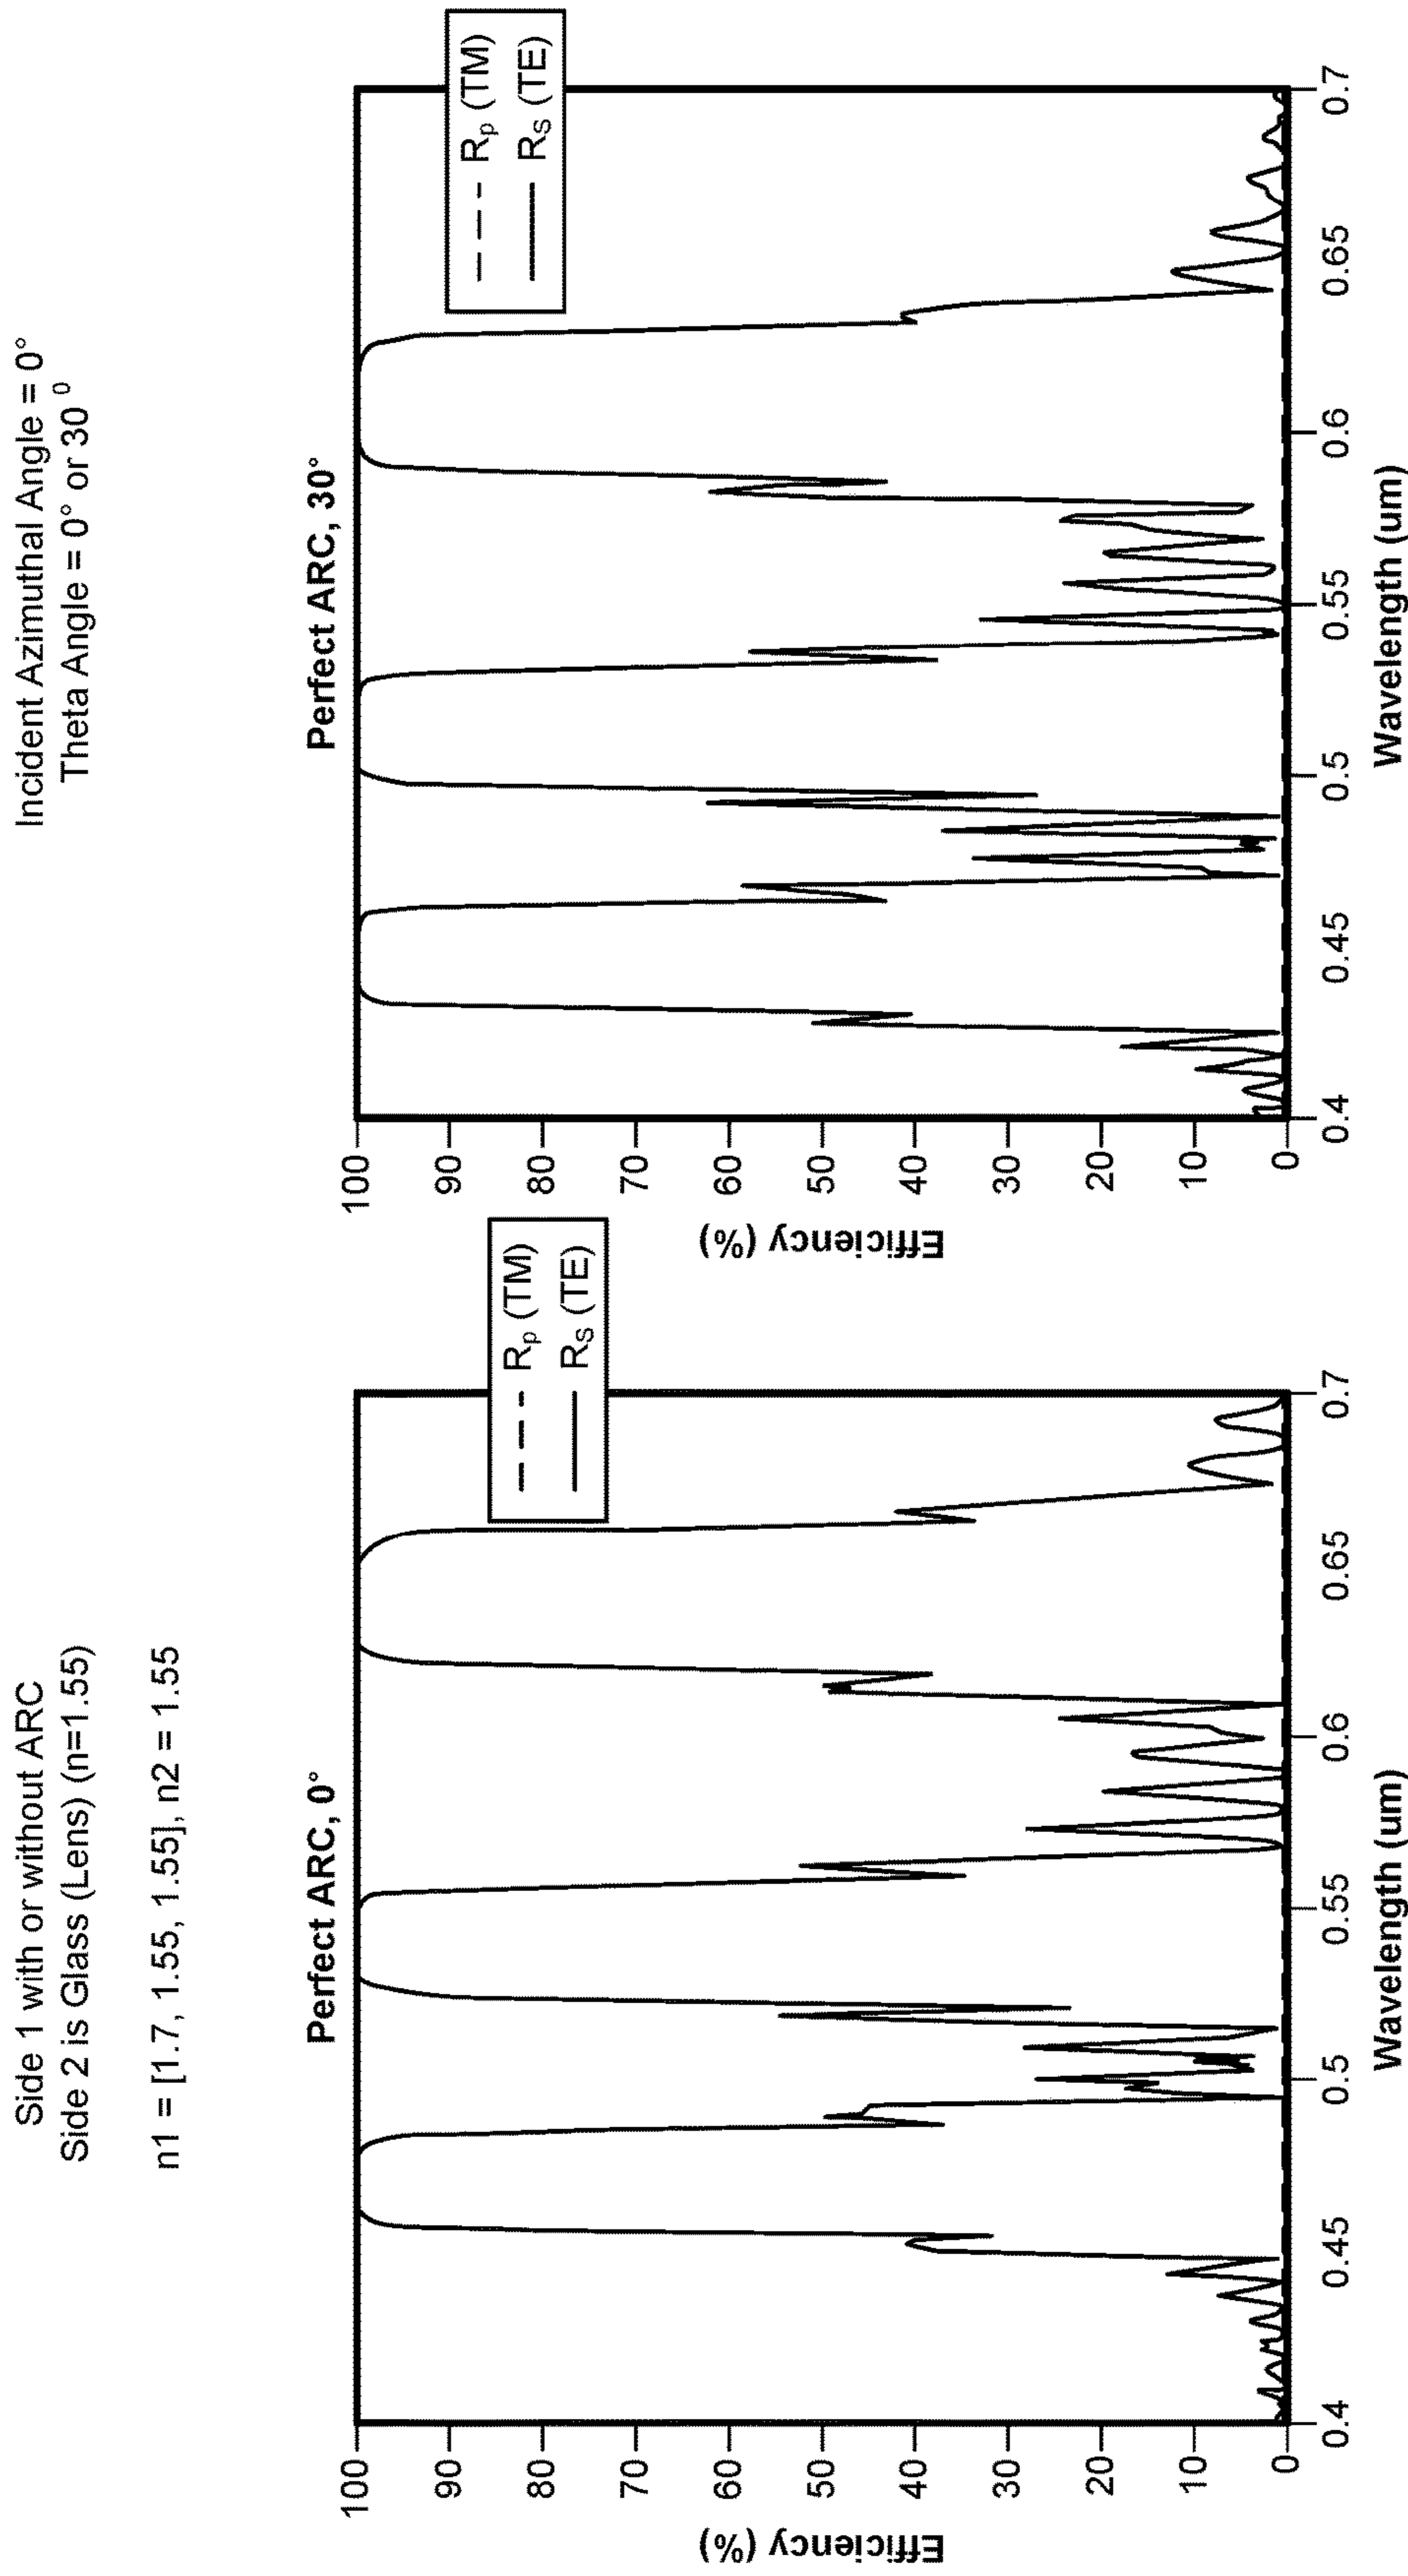 Side 1 with or without ARC
Side 2 is Glass (Lens) (n=1.55)
n1 = [1.7, 1.55, 1.55], n2 = 1.55
Incident Azimuthal Angle = 0°
Theta Angle = 0° or 30⁰
Perfect ARC, 0°
Efficiency (%)
100
90
80
70
60
50
40
30
20
10
0
0.4
0.45
0.5
0.55
0.6
0.65
0.7
Wavelength (um)
Rp (TM)
RS (TE)
Perfect ARC, 30°
Efficiency (%)
100
90
80
70
60
50
40
30
20
10
0
0.4
0.45
0.5
0.55
0.6
0.65
0.7
Wavelength (um)
Rp (TM)
RS (TE)